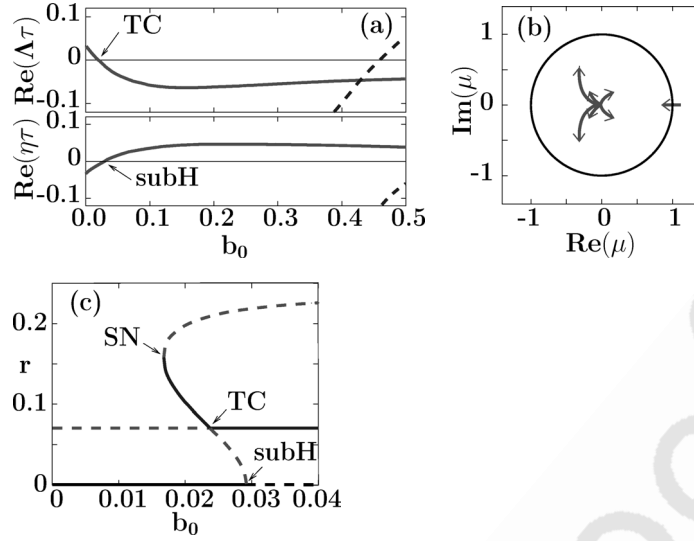 (a)
TC
Re(Λτ)
0
-0.1
0.1
Re(ητ)
0
-0.1
subH
0.0 0.1 0.2 0.3 0.4 0.5
b₀
(b)
Im(μ)
1
0
-1
-1 0 1
Re(μ)
(c)
SN
0.2
r
TC
0.1
subH
0
0 0.01 0.02 0.03 0.04
b₀